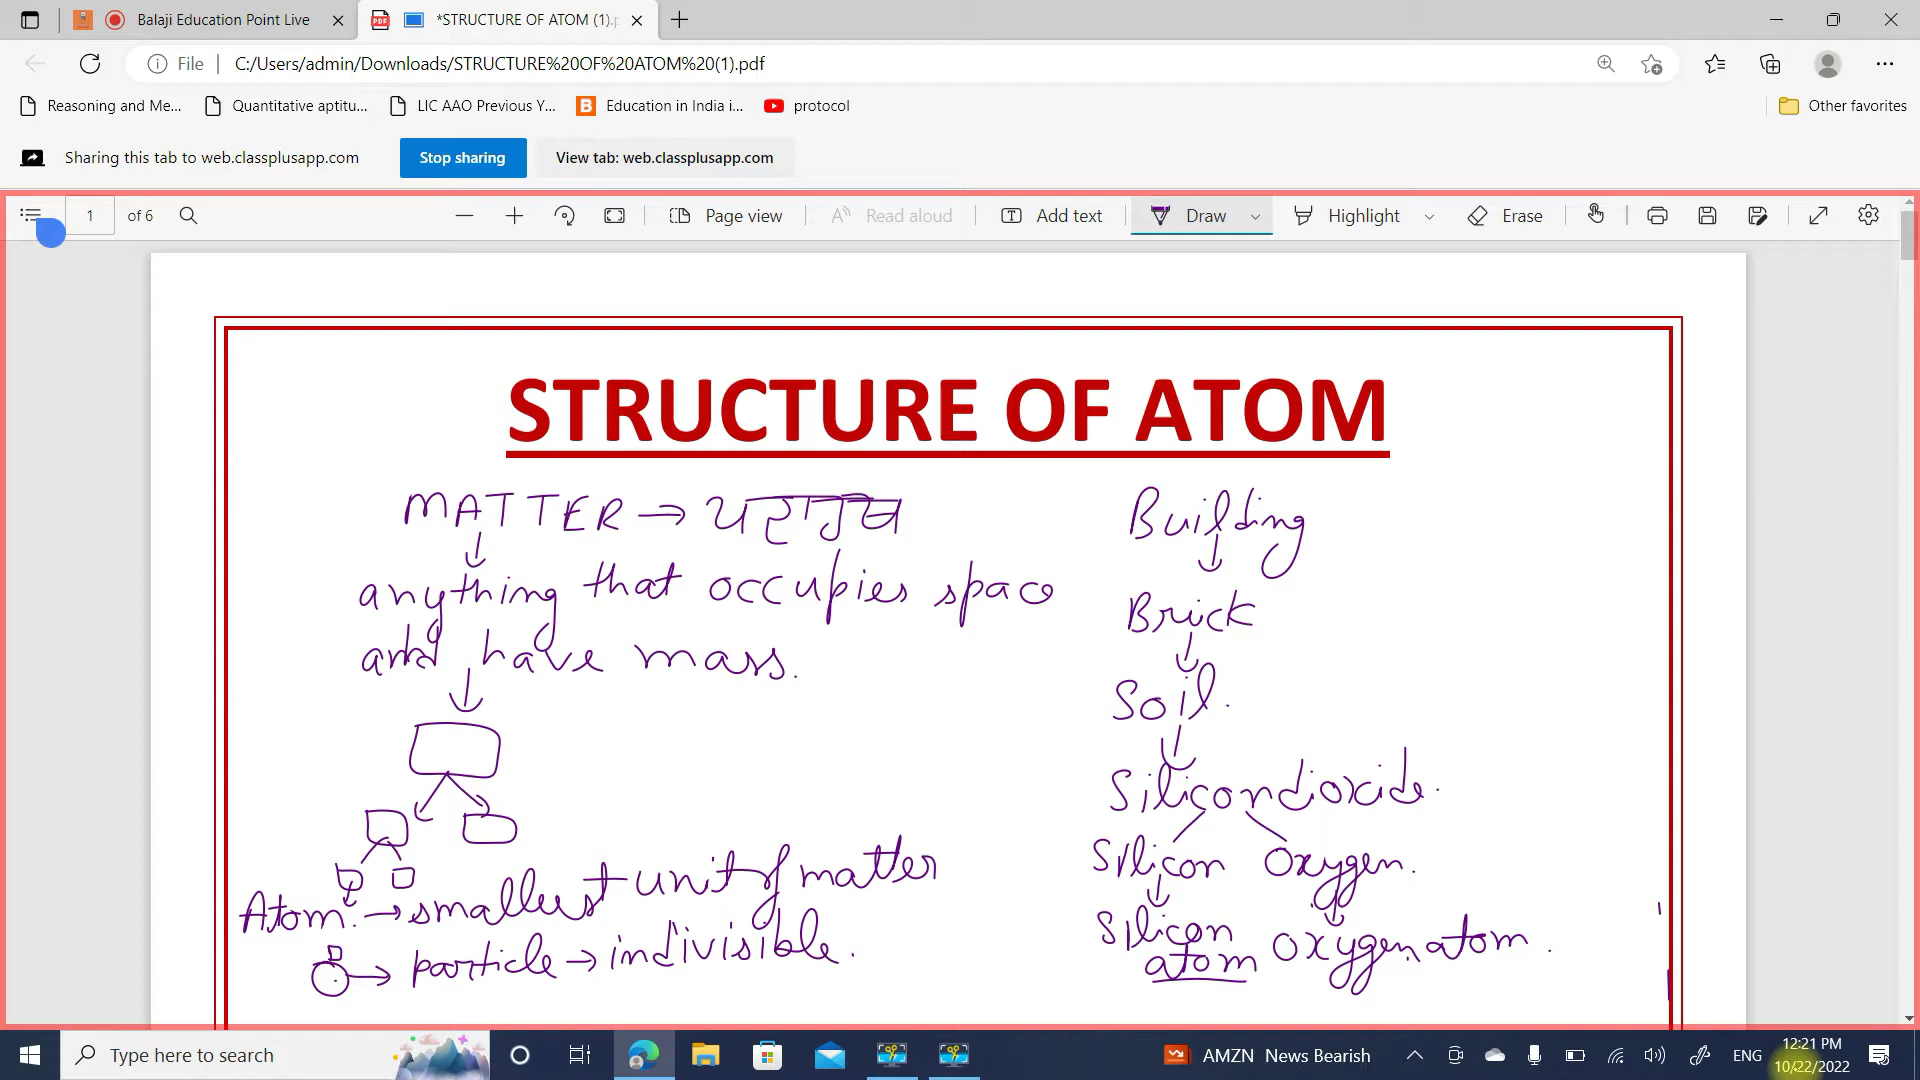 Balaji Education Point Live
*STRUCTURE OF ATOM (1).p
File
C:/Users/admin/Downloads/STRUCTURE%20OF%20ATOM%20(1).pdf
Reasoning and Me...
Quantitative aptitu...
LIC AAO Previous Y...
Education in India i...
protocol
Other favorites
Sharing this tab to web.classplusapp.com
Stop sharing
View tab: web.classplusapp.com
1 of 6
Page view
Read aloud
Add text
Draw
Highlight
Erase
STRUCTURE OF ATOM
MATTER →
anything that occupies space
and have mass.
Atom. → smallest unit of matter
→ particle → indivisible.
Building
Brick
Soil.
Silicondioxide.
Silicon Oxygen.
Silicon
atom
Oxygen atom.
Type here to search
AMZN News Bearish
ENG
12:21 PM
10/22/2022